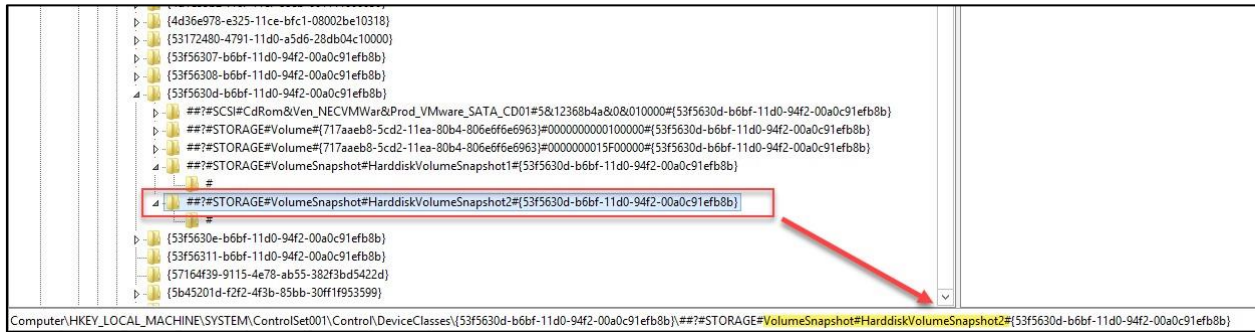 {4d36e978-e325-11ce-bfc1-08002be10318}
{53172480-4791-11d0-a5d6-28db04c10000}
{53f56307-b6bf-11d0-94f2-00a0c91efb8b}
{53f56308-b6bf-11d0-94f2-00a0c91efb8b}
{53f5630d-b6bf-11d0-94f2-00a0c91efb8b}
##?#SCSI#CdRom&Ven_NECVMWar&Prod_VMware_SATA_CD01#5&12368b4a&0&010000#{53f5630d-b6bf-11d0-94f2-00a0c91efb8b}
##?#STORAGE#Volume#{717aaeb8-5cd2-11ea-80b4-806e6f6e6963}#0000000000100000#{53f5630d-b6bf-11d0-94f2-00a0c91efb8b}
##?#STORAGE#Volume#{717aaeb8-5cd2-11ea-80b4-806e6f6e6963}#0000000015F00000#{53f5630d-b6bf-11d0-94f2-00a0c91efb8b}
##?#STORAGE#VolumeSnapshot#HarddiskVolumeSnapshot1#{53f5630d-b6bf-11d0-94f2-00a0c91efb8b}
#
##?#STORAGE#VolumeSnapshot#HarddiskVolumeSnapshot2#{53f5630d-b6bf-11d0-94f2-00a0c91efb8b}
#
{53f5630e-b6bf-11d0-94f2-00a0c91efb8b}
{53f56311-b6bf-11d0-94f2-00a0c91efb8b}
{57164f39-9115-4e78-ab55-382f3bd5422d}
{5b45201d-f2f2-4f3b-85bb-30ff1f953599}
Computer\HKEY_LOCAL_MACHINE\SYSTEM\ControlSet001\Control\DeviceClasses\{53f5630d-b6bf-11d0-94f2-00a0c91efb8b}\##?#STORAGE#VolumeSnapshot#HarddiskVolumeSnapshot2#{53f5630d-b6bf-11d0-94f2-00a0c91efb8b}